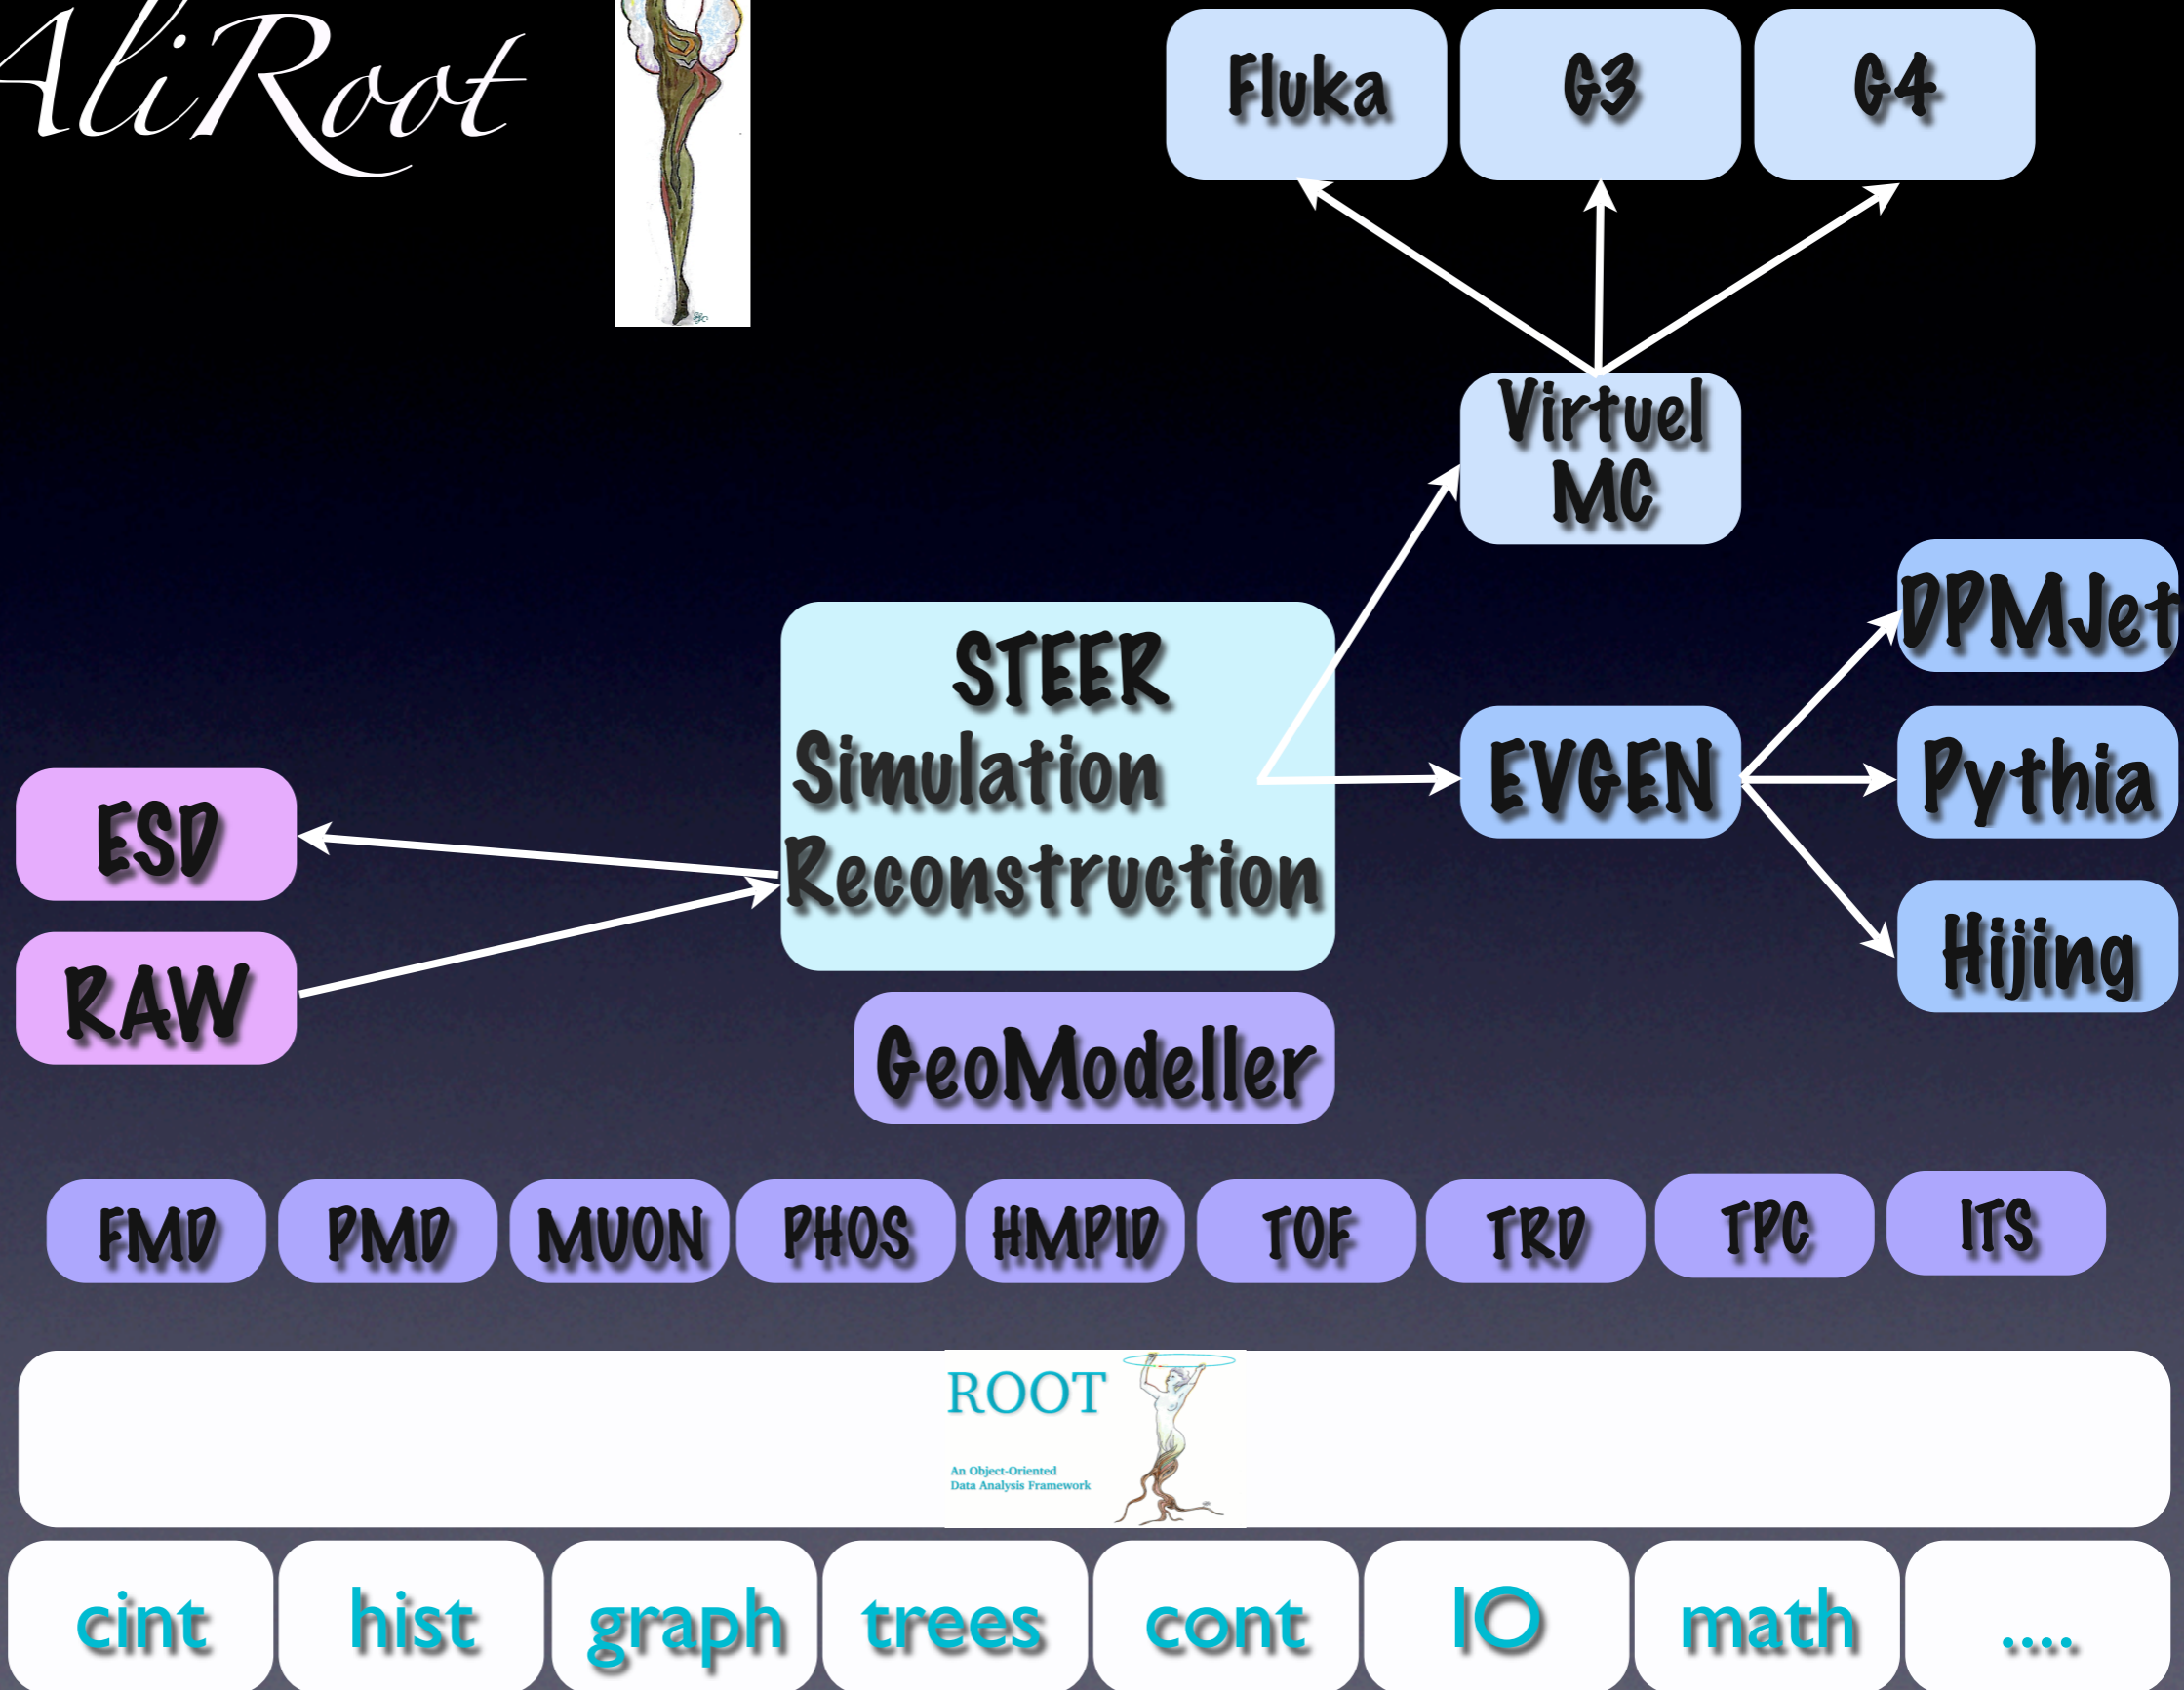 AliRoot
Fluka
G3
G4
Virtuel
MC
DPMJet
STEER
Simulation
EVGEN
Pythia
ESD
Reconstruction
Hijing
RAW
GeoModeller
FMD
PMD
MUON
PHOS
HMPID
TOF
TRD
TPC
ITS
ROOT
An Object-Oriented
Data Analysis Framework
cint
hist
graph
trees
cont
IO
math
....